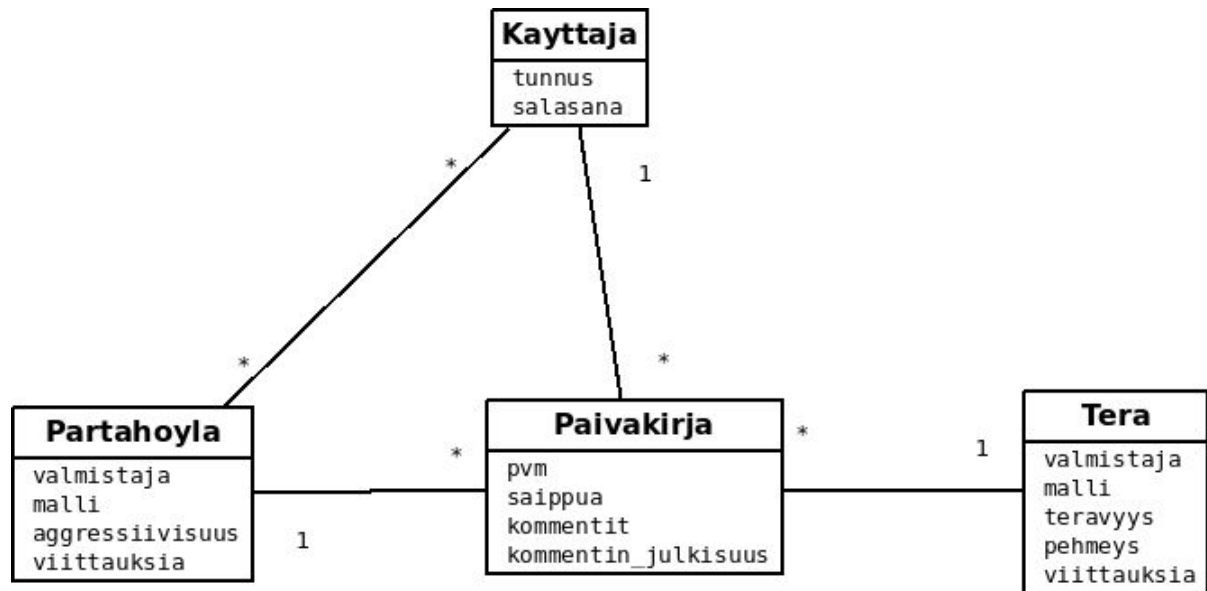 Kayttaja
tunnus
salasana
*
1
*
*
Partahoyla
valmistaja
malli
aggressiivisuus
viittauksia
*
1
Paivakirja
pvm
saippua
kommentit
kommentin_julkisuus
*
1
Tera
valmistaja
malli
teravyys
pehmeys
viittauksia